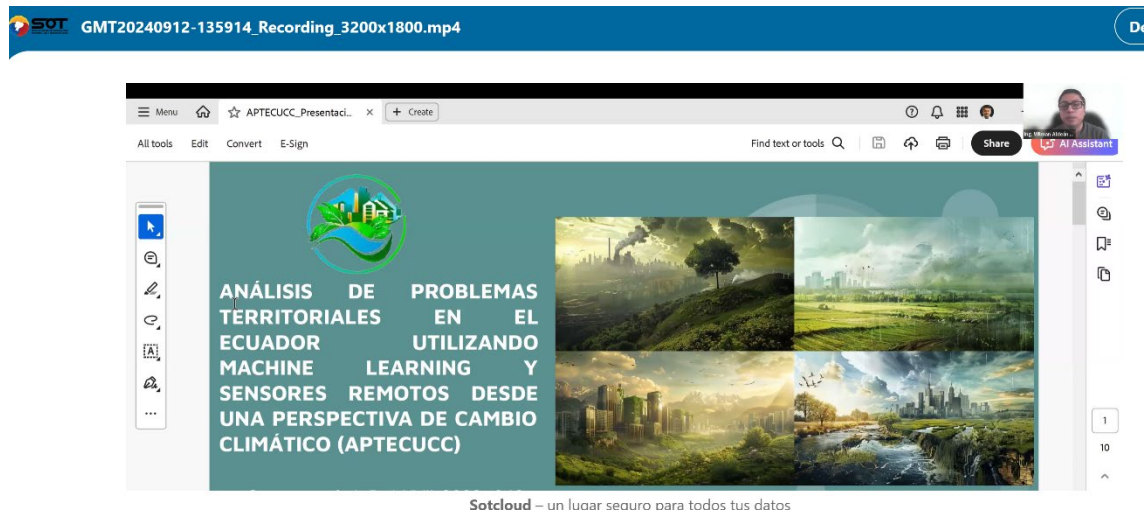 SOT GMT20240912-135914_Recording_3200x1800.mp4 De
Menu APTECUCC_Presentaci... × + Create
All tools Edit Convert E-Sign Find text or tools Share AI Assistant
ANÁLISIS DE PROBLEMAS
TERRITORIALES EN EL
ECUADOR UTILIZANDO
MACHINE LEARNING Y
SENSORES REMOTOS DESDE
UNA PERSPECTIVA DE CAMBIO
CLIMÁTICO (APTECUCC)
1
10
Sotcloud – un lugar seguro para todos tus datos